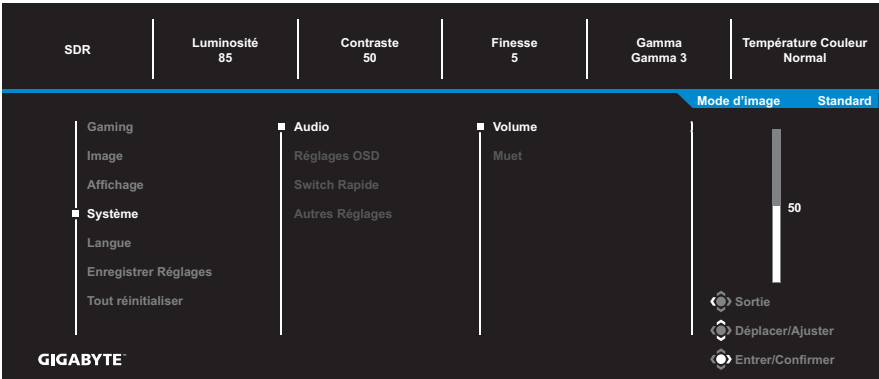 SDR
Luminosité
85
Contraste
50
Finesse
5
Gamma
Gamma 3
Température Couleur
Normal
Mode d'image Standard
Gaming
Image
Affichage
Système
Langue
Enregistrer Réglages
Tout réinitialiser
Audio
Réglages OSD
Switch Rapide
Autres Réglages
Volume
Muet
50
Sortie
Déplacer/Ajuster
Entrer/Confirmer
GIGABYTE™